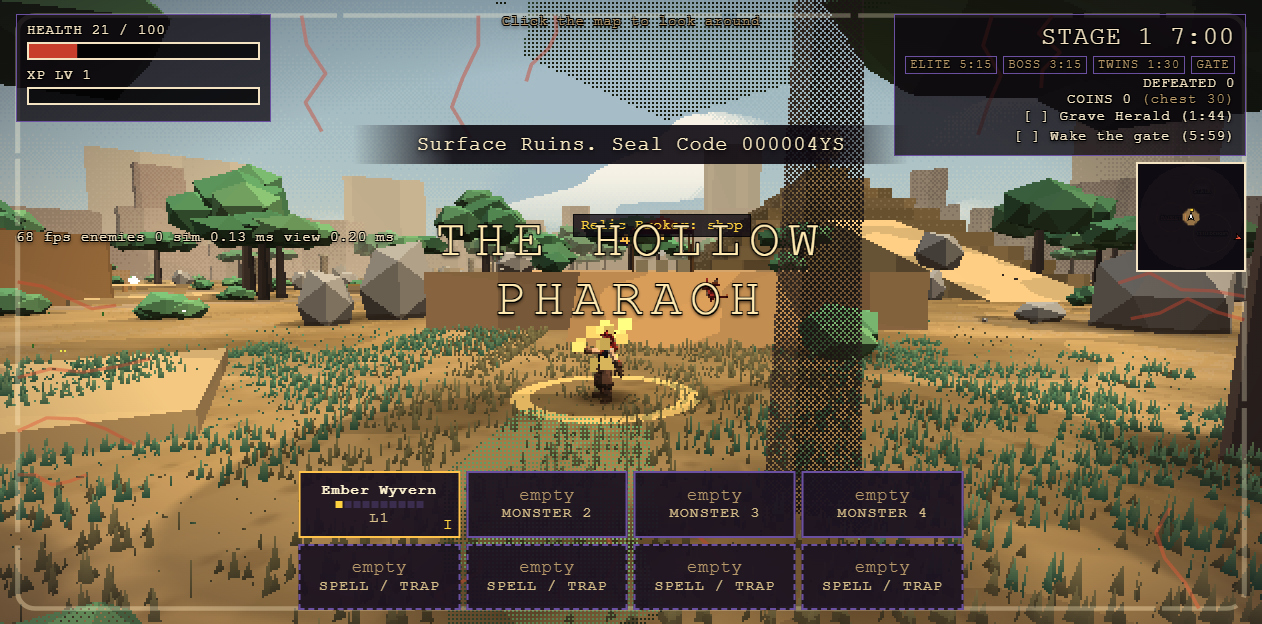 HEALTH 21 / 100
XP LV 1
Click the map to look around
STAGE 1 7:00
ELITE 5:15 BOSS 3:15 TWINS 1:30 GATE
DEFEATED 0
COINS 0 (chest 30)
[ ] Grave Herald (1:44)
[ ] Wake the gate (5:59)
Surface Ruins. Seal Code 000004YS
68 fps enemies 0 sim 0.13 ms view 0.20 ms
Relic Broker: shop
THE HOLLOW
PHARAOH
Ember Wyvern
L1
I
empty
MONSTER 2
empty
MONSTER 3
empty
MONSTER 4
empty
SPELL / TRAP
empty
SPELL / TRAP
empty
SPELL / TRAP
empty
SPELL / TRAP